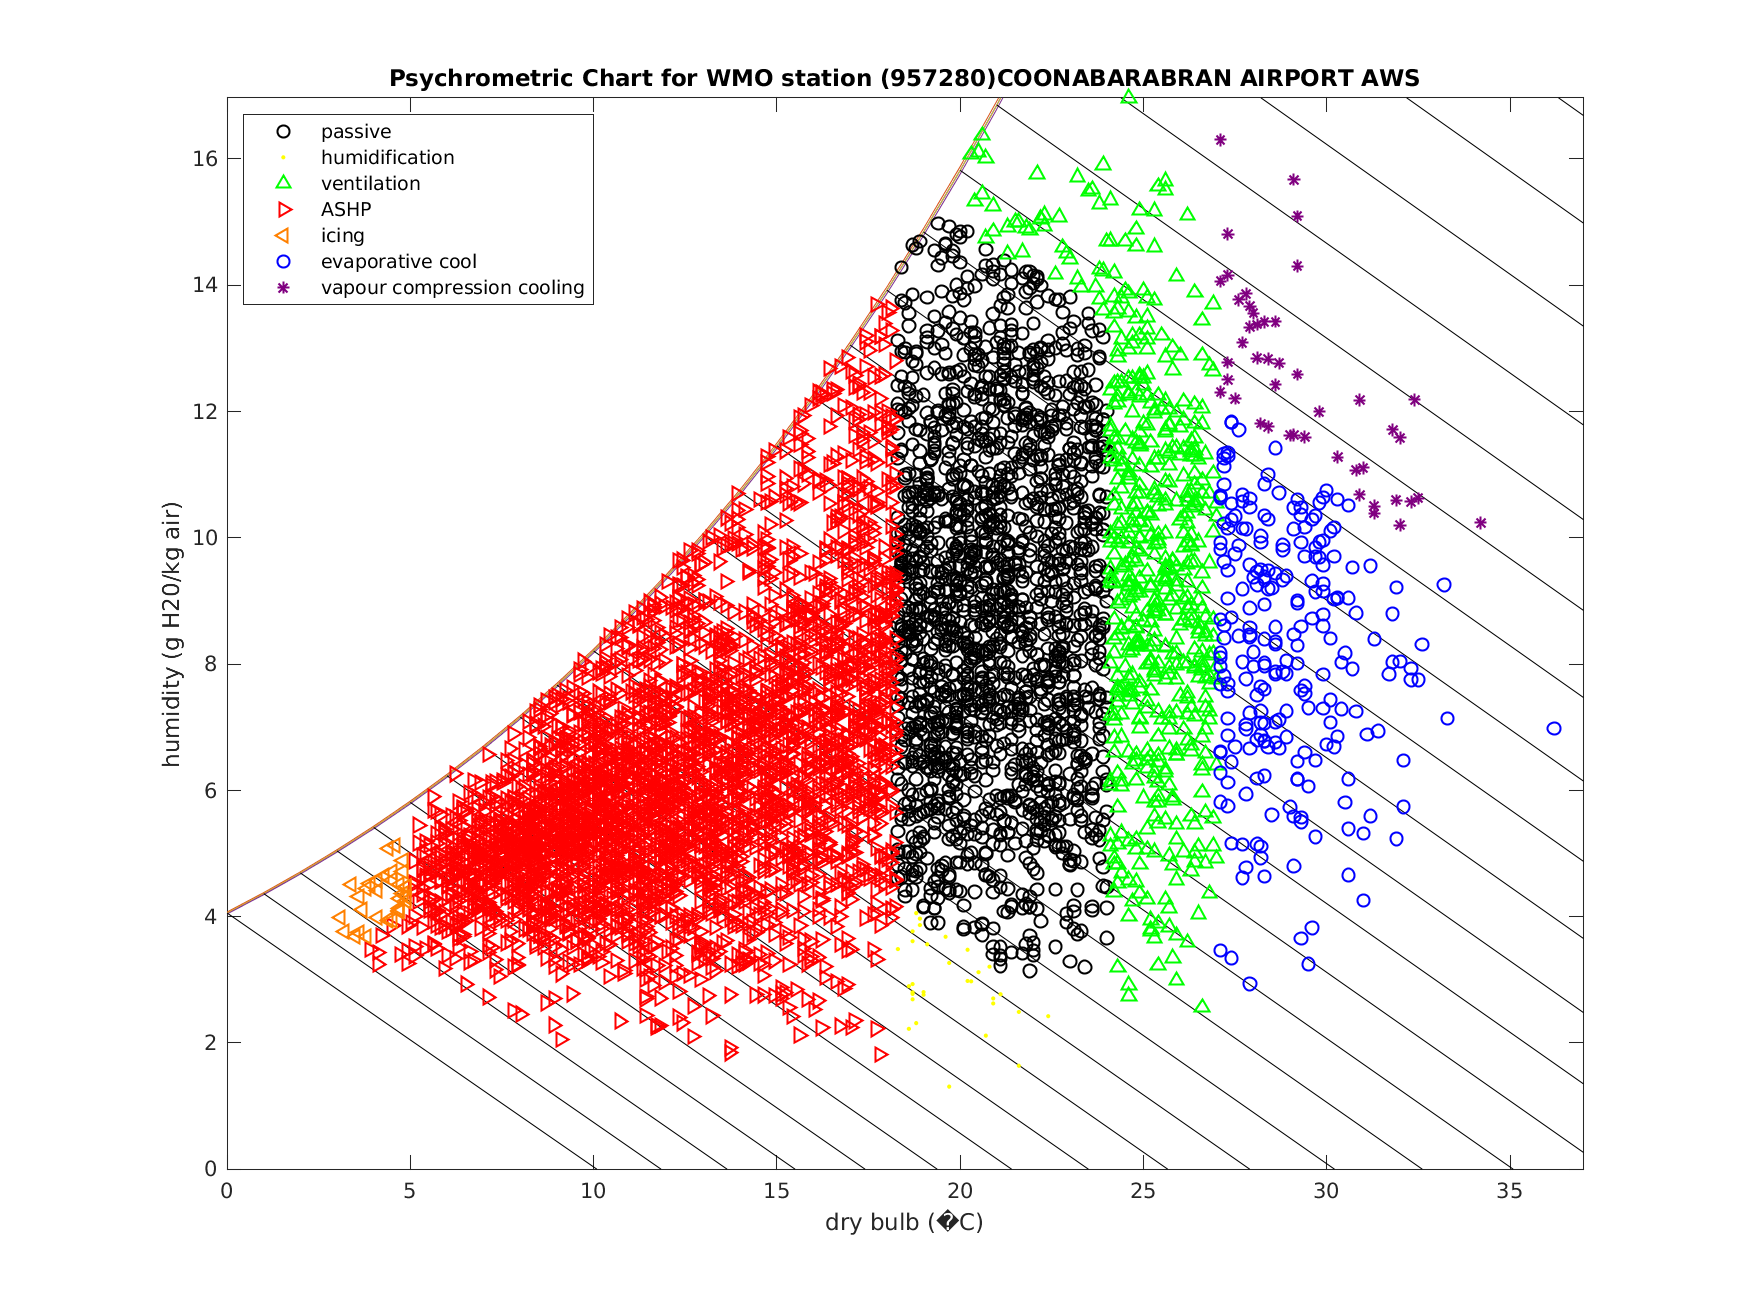 Psychrometric Chart for WMO station (957280)COONABARABRAN AIRPORT AWS
passive
humidification
ventilation
ASHP
icing
evaporative cool
vapour compression cooling
humidity (g H20/kg air)
16
14
12
10
8
6
4
2
0
0 5 10 15 20 25 30 35
dry bulb (�C)